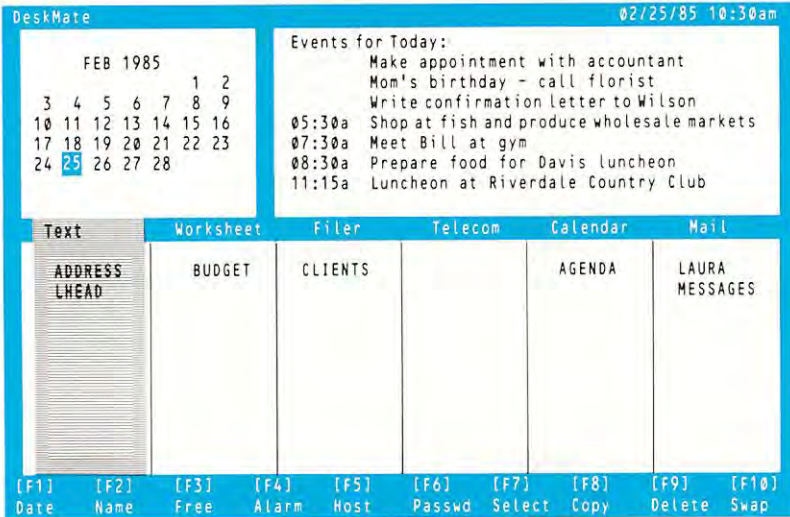 DeskMate 02/25/85 10:30am
FEB 1985
1 2
3 4 5 6 7 8 9
10 11 12 13 14 15 16
17 18 19 20 21 22 23
24 25 26 27 28
Events for Today:
Make appointment with accountant
Mom's birthday - call florist
Write confirmation letter to Wilson
05:30a Shop at fish and produce wholesale markets
07:30a Meet Bill at gym
08:30a Prepare food for Davis luncheon
11:15a Luncheon at Riverdale Country Club
Text Worksheet Filer Telecom Calendar Mail
ADDRESS BUDGET CLIENTS AGENDA LAURA
LHEAD MESSAGES
[F1] [F2] [F3] [F4] [F5] [F6] [F7] [F8] [F9] [F10]
Date Name Free Alarm Host Passwd Select Copy Delete Swap